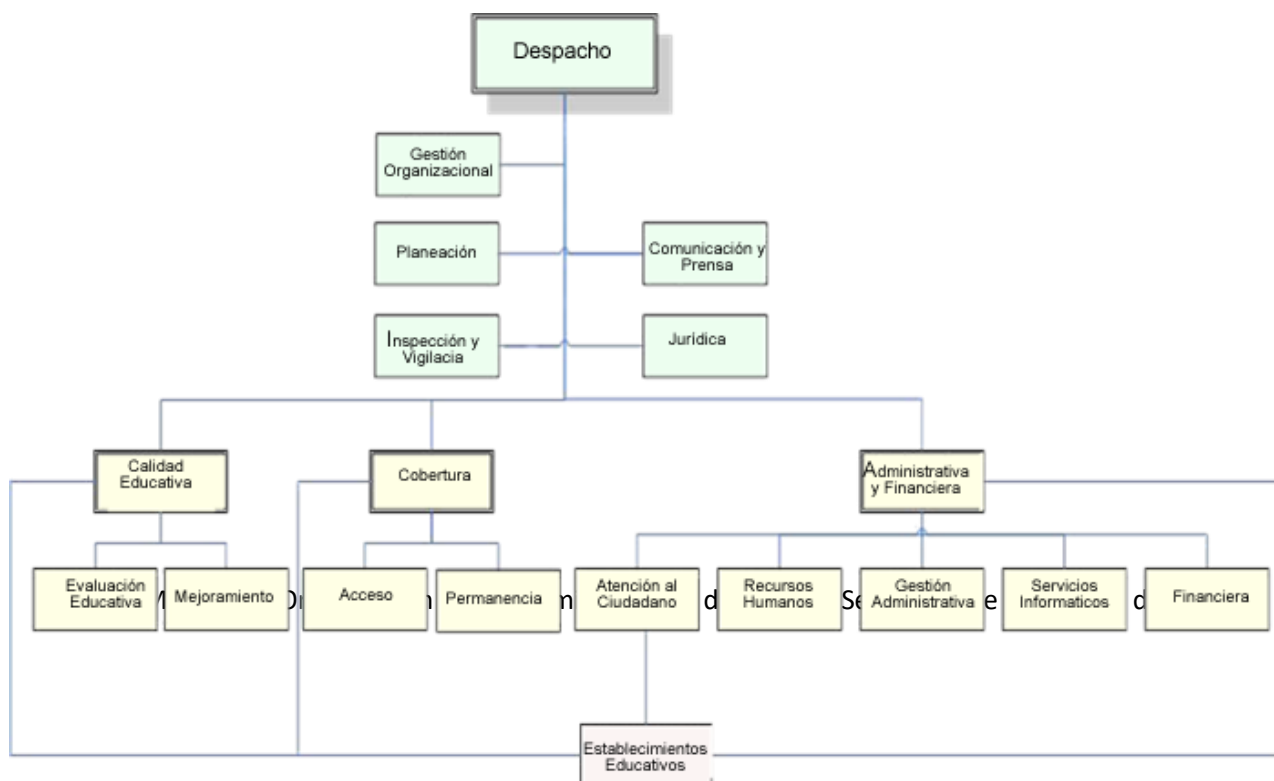 Despacho
Gestión
Organizacional
Planeación
Comunicación y
Prensa
Inspección y
Vigilacia
Jurídica
Calidad
Educativa
Cobertura
Administrativa
y Financiera
Evaluación
Educativa
Mejoramiento
Acceso
Permanencia
Atención al
Ciudadano
Recursos
Humanos
Gestión
Administrativa
Servicios
Informaticos
Financiera
Establecimientos
Educativos